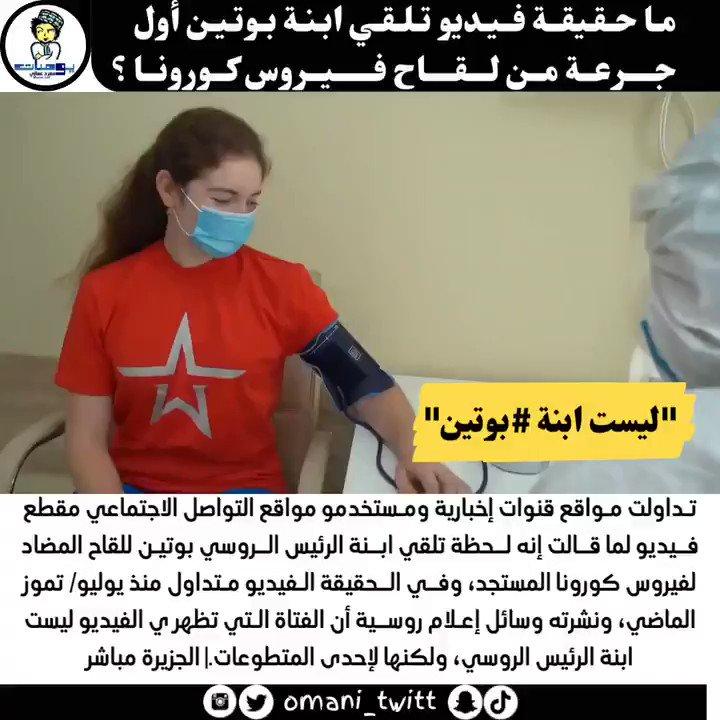 ما حقيقة فيديو تلقي ابنة بوتين أول
جرعة من لقاح فيروس كورونا ؟
"ليست ابنة #بوتين"
تداولت مواقع قنوات إخبارية ومستخدمو مواقع التواصل الاجتماعي مقطع
فيديو لما قالت إنه لحظة تلقي ابنة الرئيس الروسي بوتين للقاح المضاد
لفيروس كورونا المستجد، وفي الحقيقة الفيديو متداول منذ يوليو/ تموز
الماضي، ونشرته وسائل إعلام روسية أن الفتاة التي تظهر ي الفيديو ليست
ابنة الرئيس الروسي، ولكنها لإحدى المتطوعات.| الجزيرة مباشر
omani_twitt